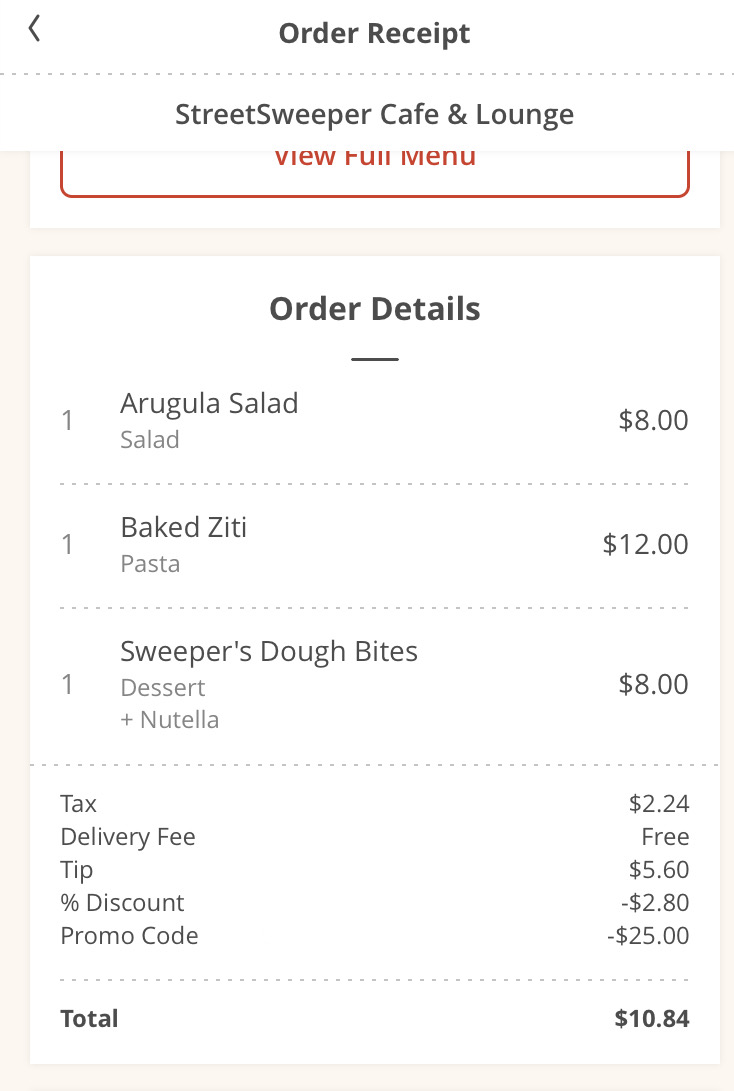 Order Receipt
StreetSweeper Cafe & Lounge
View Full Menu
Order Details
1 Arugula Salad $8.00
Salad
1 Baked Ziti $12.00
Pasta
Sweeper's Dough Bites
1 Dessert $8.00
+ Nutella
Tax $2.24
Delivery Fee Free
Tip $5.60
% Discount -$2.80
Promo Code -$25.00
Total $10.84